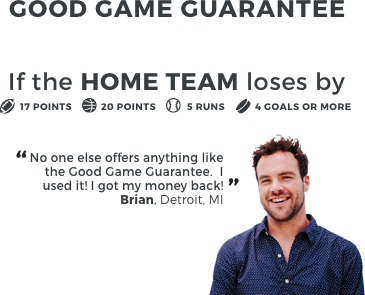 GOOD GAME GUARANTEE
If the HOME TEAM loses by
17 POINTS 20 POINTS 5 RUNS 4 GOALS OR MORE
“ No one else offers anything like
the Good Game Guarantee. I
used it! I got my money back! ”
Brian, Detroit, MI